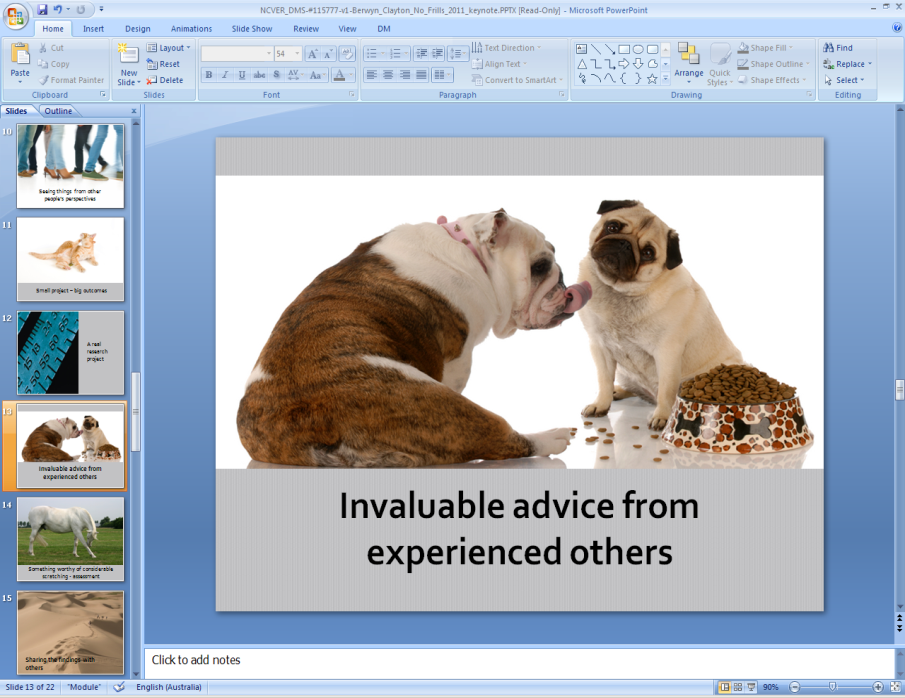 NCVER_DMS-#115777-v1-Berwyn_Clayton_No_Frills_2011_keynote.PPTX [Read-Only] - Microsoft PowerPoint
Home Insert Design Animations Slide Show Review View DM
Paste
Cut
Copy
Format Painter
Clipboard
New
Slide
Layout
Reset
Delete
Slides
54
B I U abc S AV Aa A
Font
Paragraph
Text Direction
Align Text
Convert to SmartArt
Arrange
Quick
Styles
Shape Fill
Shape Outline
Shape Effects
Drawing
Find
Replace
Select
Editing
Slides Outline
10
Seeing things from other
people's perspectives
11
Small project – big outcomes
12
A real
research
project
13
Invaluable advice from
experienced others
14
Something worthy of considerable
scratching - assessment
15
Sharing the findings with
others
Invaluable advice from
experienced others
Click to add notes
Slide 13 of 22 "Module" English (Australia) 90%